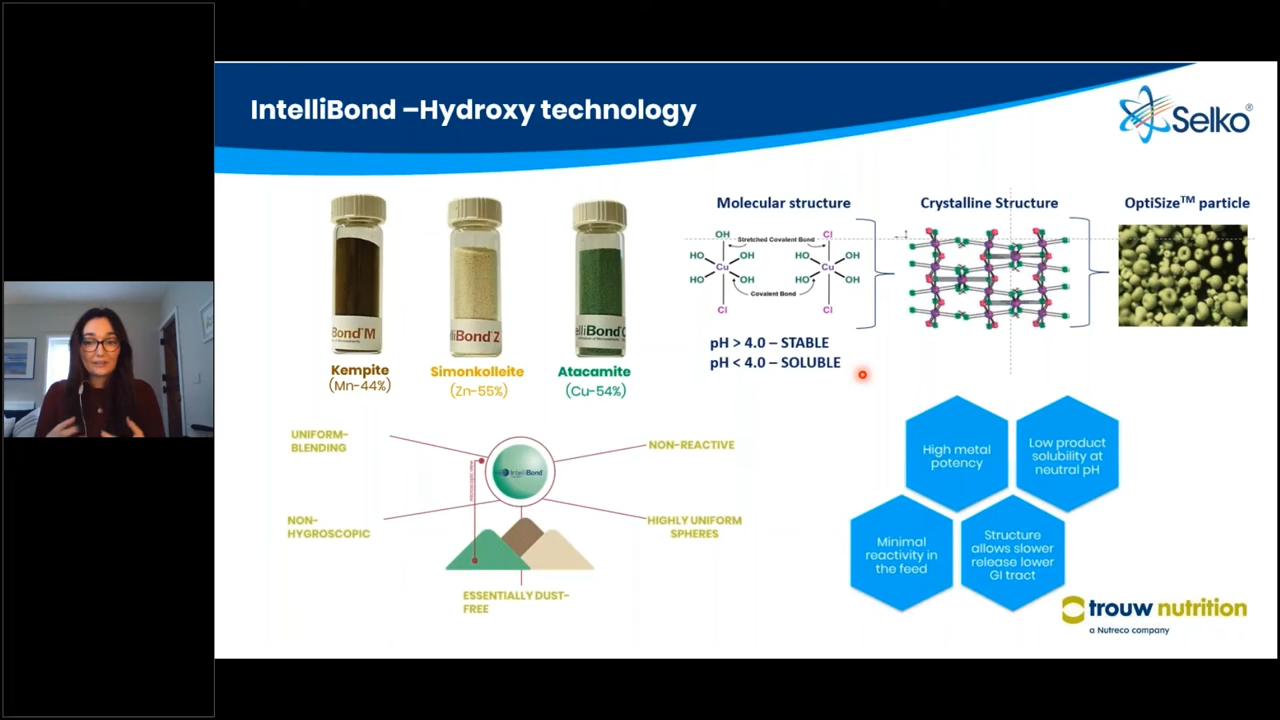 IntelliBond –Hydroxy technology
Selko®
Molecular structure
Crystalline Structure
OptiSize™ particle
OH
Stretched Covalent Bond
Cl
HO
OH
HO
OH
Cu
Cu
HO
OH
HO
OH
Covalent Bond
Cl
Cl
pH > 4.0 – STABLE
pH < 4.0 – SOLUBLE
Bond M
lliBond Z
elliBond C
Kempite
(Mn-44%)
Simonkolleite
(Zn-55%)
Atacamite
(Cu-54%)
UNIFORM-
BLENDING
NON-REACTIVE
IntelliBond
NON-
HYGROSCOPIC
HIGHLY UNIFORM
SPHERES
ESSENTIALLY DUST-
FREE
High metal
potency
Low product
solubility at
neutral pH
Minimal
reactivity in
the feed
Structure
allows slower
release lower
GI tract
trouw nutrition
a Nutreco company